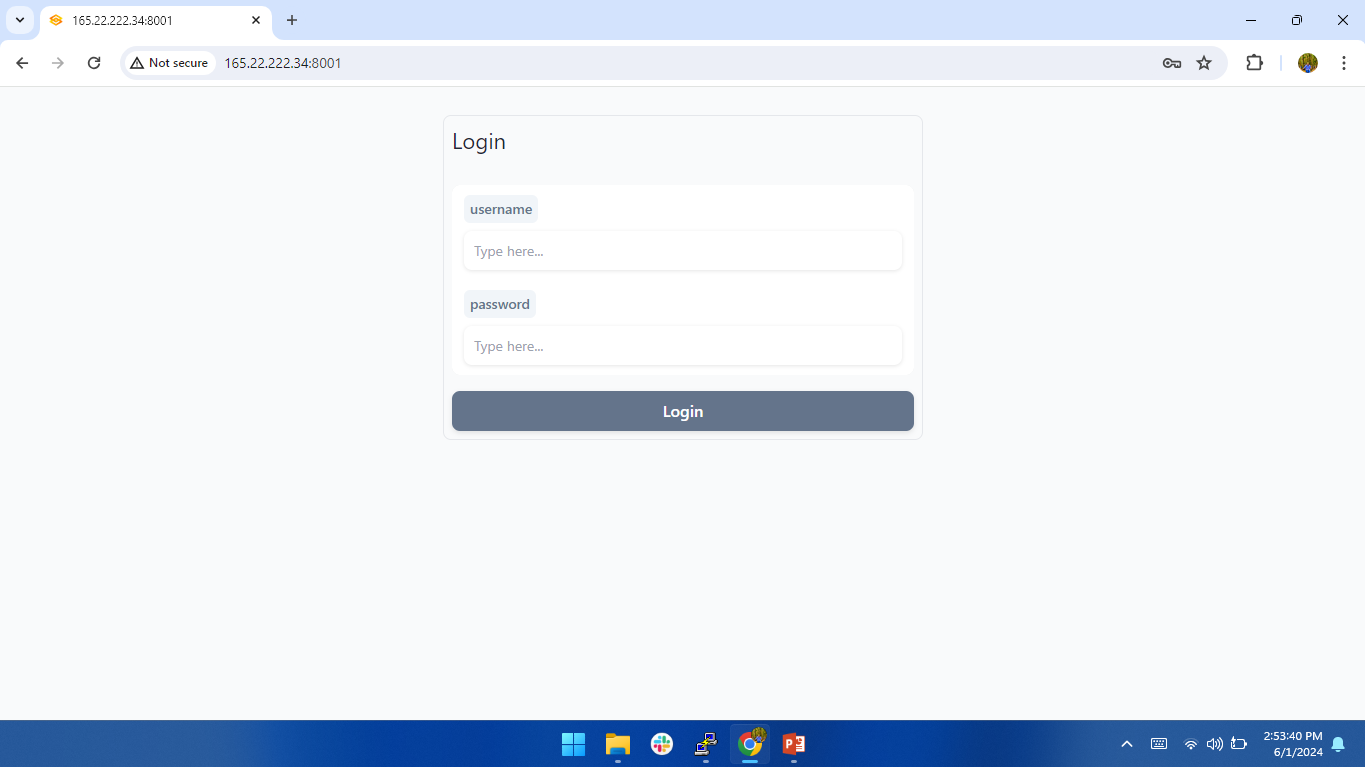 165.22.222.34:8001
Not secure
165.22.222.34:8001
Login
username
Type here...
password
Type here...
Login
2:53:40 PM
6/1/2024